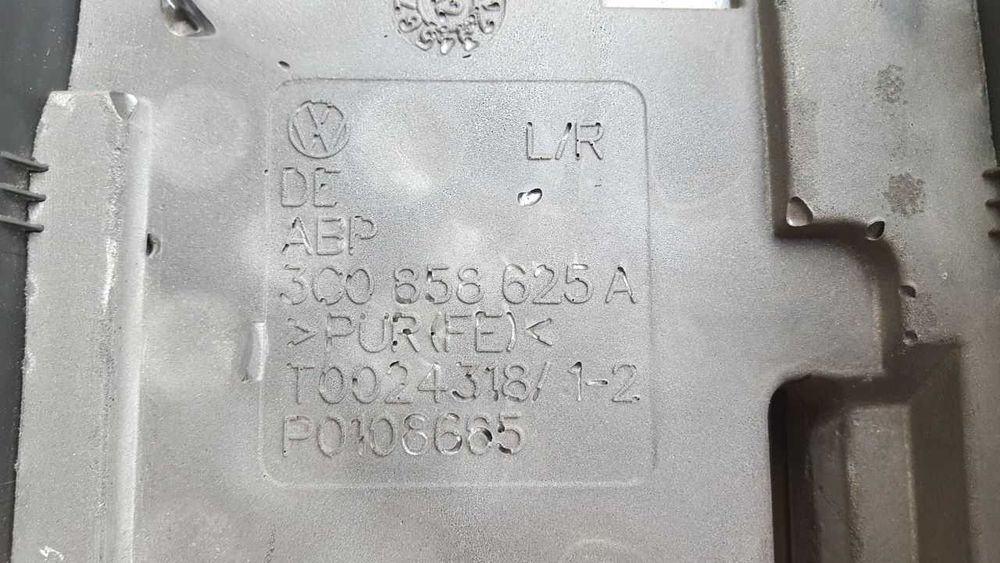 L/R
DE
ABP
3C0 858 625 A
>PUR(FE)<
T0024318/1-2
P0108665